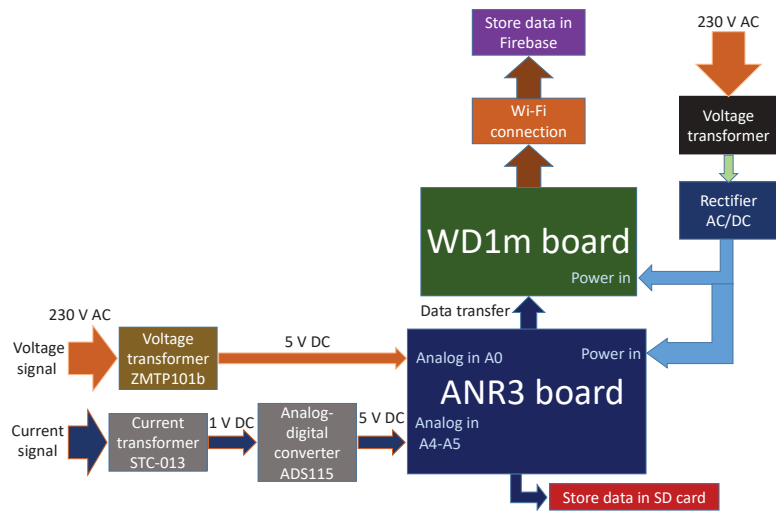 Store data in
Firebase
230 V AC
Wi-Fi
connection
Voltage
transformer
Rectifier
AC/DC
WD1m board
Power in
Data transfer
230 V AC
Voltage
signal
Voltage
transformer
ZMTP101b
5 V DC
Analog in A0
Power in
ANR3 board
Analog in
A4-A5
Current
signal
Current
transformer
STC-013
1 V DC
Analog-
digital
converter
ADS115
5 V DC
Store data in SD card